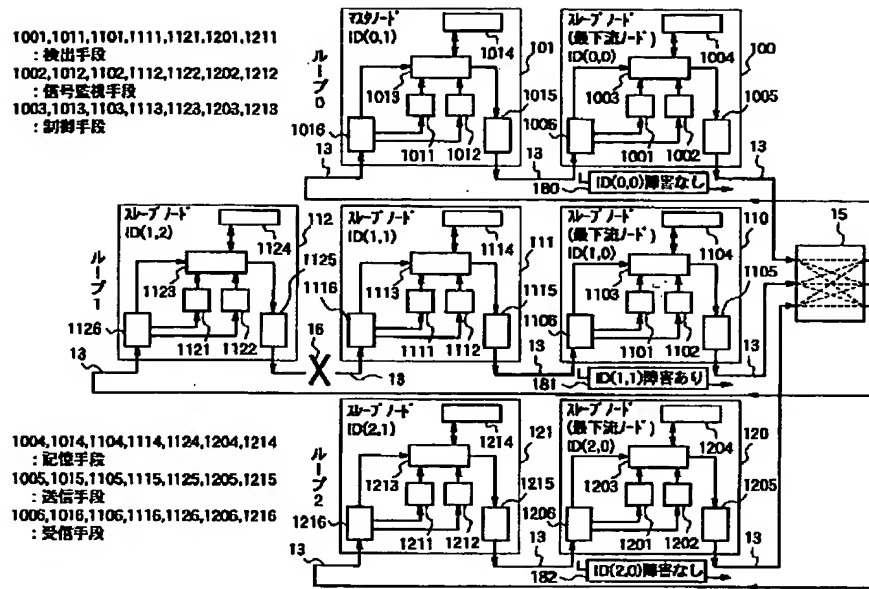 1001,1011,1101,1111,1121,1201,1211
:検出手段
1002,1012,1102,1112,1122,1202,1212
:信号監視手段
1003,1013,1103,1113,1123,1203,1213
:制御手段
ループ0
マスタノード
ID(0,1)
1014
101
1013
1015
1016
1011
1012
13
13
スレーブノード
(最下流ノード)
ID(0,0)
1004
100
1003
1005
1006
1001
1002
13
180
ID(0,0)障害なし
ループ1
スレーブノード
ID(1,2)
1124
112
1123
1125
1126
1121
1122
13
16
13
スレーブノード
ID(1,1)
1114
111
1113
1115
1116
1111
1112
13
スレーブノード
(最下流ノード)
ID(1,0)
1104
110
1103
1105
1106
1101
1102
13
181
ID(1,1)障害あり
15
1004,1014,1104,1114,1124,1204,1214
:記憶手段
1005,1015,1105,1115,1125,1205,1215
:送信手段
1006,1016,1106,1116,1126,1206,1216
:受信手段
ループ2
スレーブノード
ID(2,1)
1214
121
1213
1215
1216
1211
1212
13
13
スレーブノード
(最下流ノード)
ID(2,0)
1204
120
1203
1205
1206
1201
1202
13
182
ID(2,0)障害なし